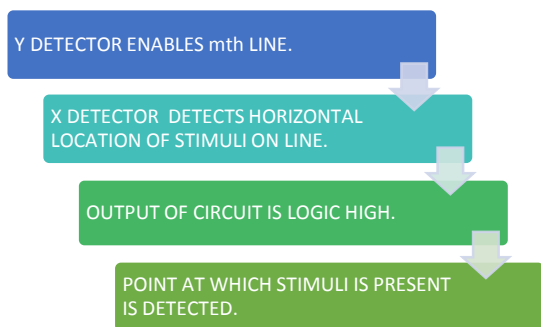 Y DETECTOR ENABLES mth LINE.
X DETECTOR DETECTS HORIZONTAL
LOCATION OF STIMULI ON LINE.
OUTPUT OF CIRCUIT IS LOGIC HIGH.
POINT AT WHICH STIMULI IS PRESENT
IS DETECTED.